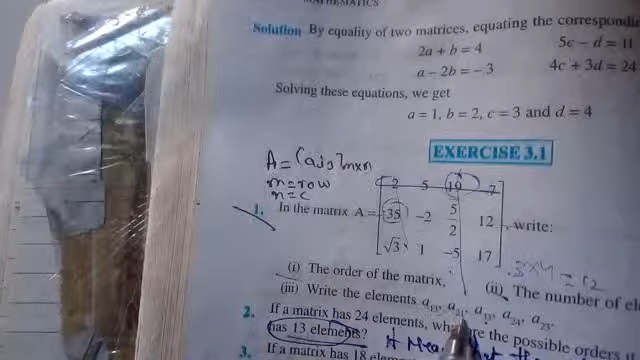 MATHEMATICS
Solution By equality of two matrices, equating the
2a + b = 4 5c – d = 11
a – 2b = – 3 4c + 3d = 24
Solving these equations, we get
a = 1, b = 2, c = 3 and d = 4
EXERCISE 3.1
A = [aij]m×n
m = row
n = c
2 5 19 –7
1. In the matrix A = 35 –2 5/2 12 , write:
√3 1 –5 17
3×4 = 12
(i) The order of the matrix, (ii) The number of
(iii) Write the elements a13, a21, a33, a24, a23.
2. If a matrix has 24 elements, what are the possible orders
has 13 elements?
3. If a matrix has 18